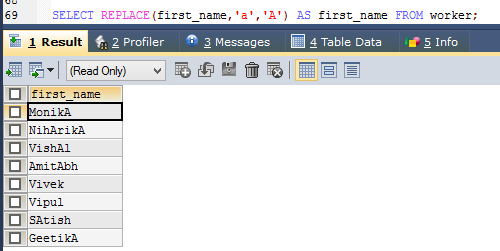 68
69 SELECT REPLACE(first_name,'a','A') AS first_name FROM worker;
1 Result 2 Profiler 3 Messages 4 Table Data 5 Info
(Read Only)
first_name
MonikA
NihArikA
VishAl
AmitAbh
Vivek
Vipul
SAtish
GeetikA